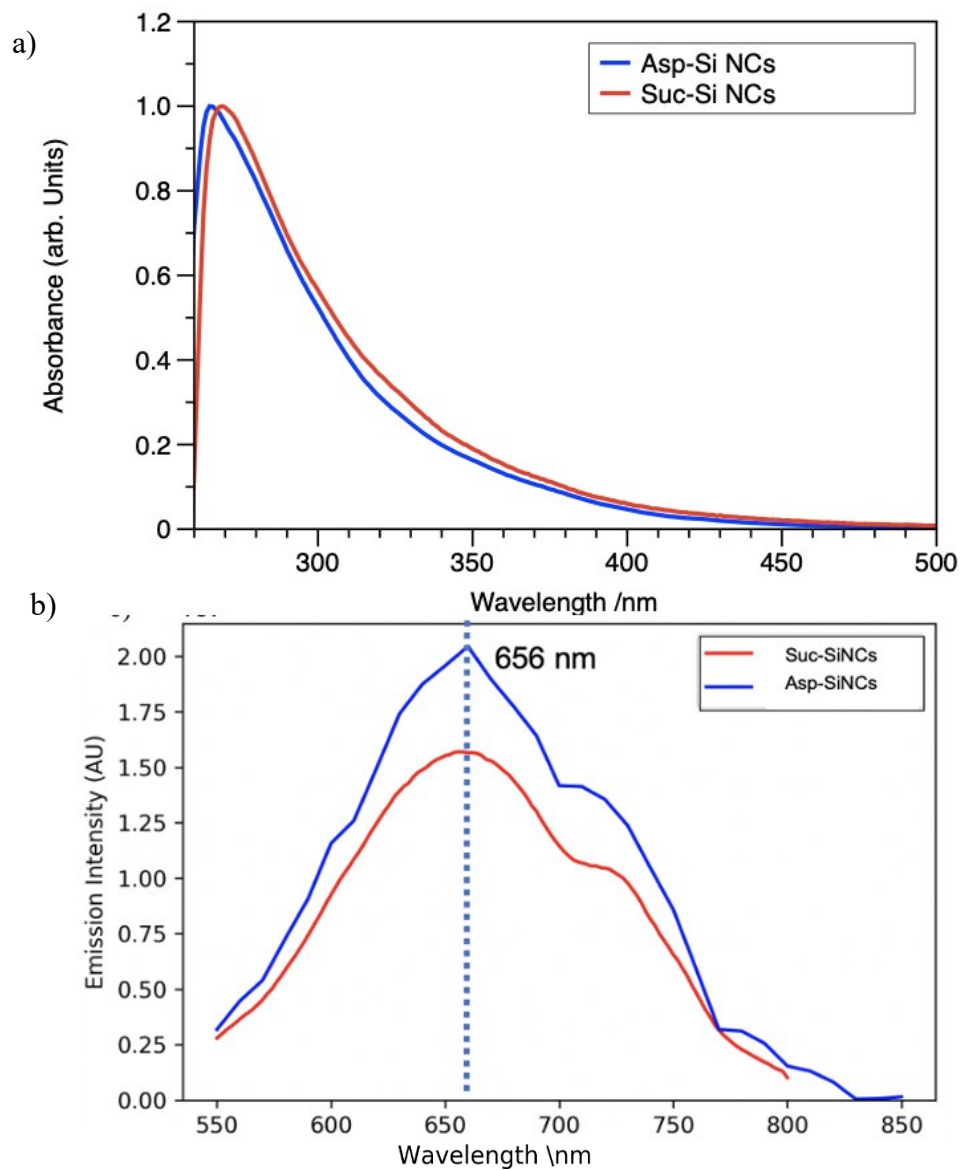 a)
1.2
1.0
0.8
0.6
0.4
0.2
0
Absorbance (arb. Units)
Asp-Si NCs
Suc-Si NCs
300
350
400
450
500
Wavelength /nm
b)
2.00
1.75
1.50
1.25
1.00
0.75
0.50
0.25
0.00
Emission Intensity (AU)
656 nm
Suc-SiNCs
Asp-SiNCs
550
600
650
700
750
800
850
Wavelength \nm